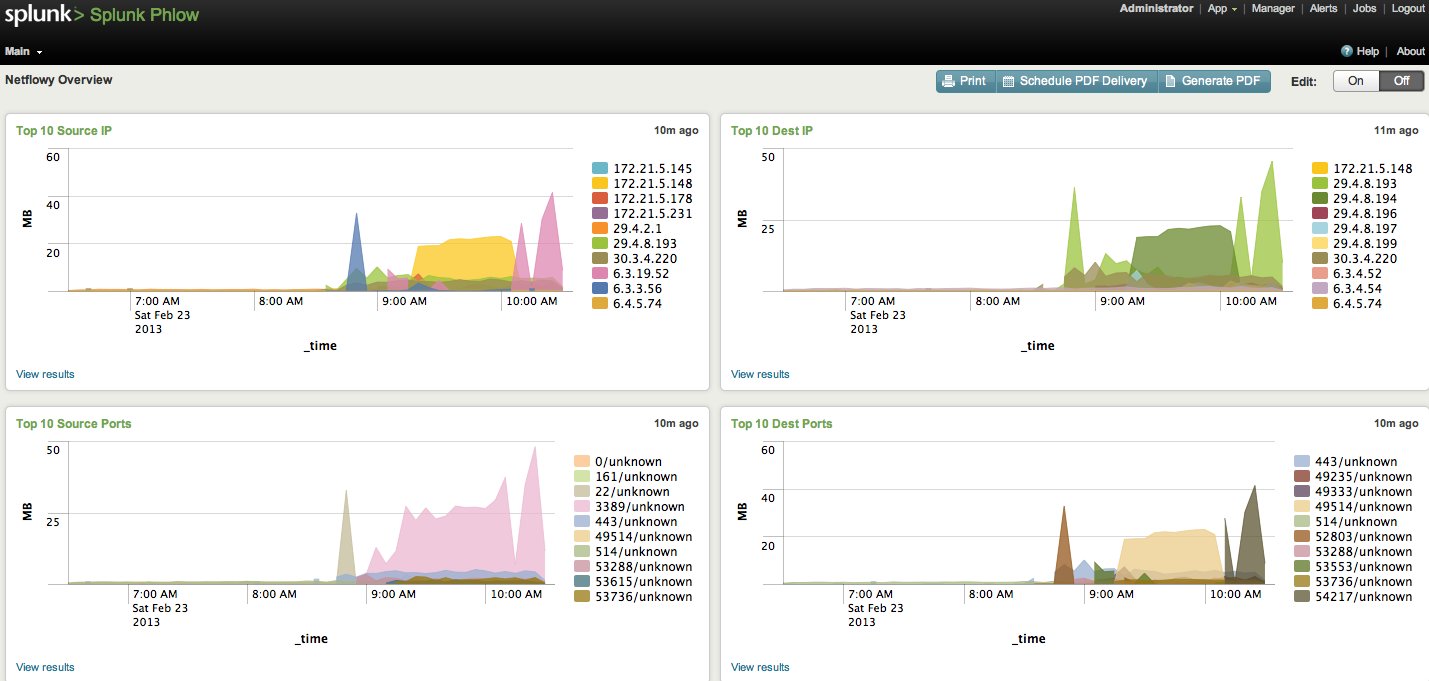 splunk> Splunk Phlow
Administrator | App | Manager | Alerts | Jobs | Logout
Main
? Help | About
Netflowy Overview
Print
Schedule PDF Delivery
Generate PDF
Edit:
On
Off
Top 10 Source IP
10m ago
60
40
20
MB
7:00 AM
8:00 AM
9:00 AM
10:00 AM
Sat Feb 23
2013
_time
172.21.5.145
172.21.5.148
172.21.5.178
172.21.5.231
29.4.2.1
29.4.8.193
30.3.4.220
6.3.19.52
6.3.3.56
6.4.5.74
View results
Top 10 Dest IP
11m ago
50
25
MB
7:00 AM
8:00 AM
9:00 AM
10:00 AM
Sat Feb 23
2013
_time
172.21.5.148
29.4.8.193
29.4.8.194
29.4.8.196
29.4.8.197
29.4.8.199
30.3.4.220
6.3.4.52
6.3.4.54
6.4.5.74
View results
Top 10 Source Ports
10m ago
50
25
MB
7:00 AM
8:00 AM
9:00 AM
10:00 AM
Sat Feb 23
2013
_time
0/unknown
161/unknown
22/unknown
3389/unknown
443/unknown
49514/unknown
514/unknown
53288/unknown
53615/unknown
53736/unknown
View results
Top 10 Dest Ports
10m ago
60
40
20
MB
7:00 AM
8:00 AM
9:00 AM
10:00 AM
Sat Feb 23
2013
_time
443/unknown
49235/unknown
49333/unknown
49514/unknown
514/unknown
52803/unknown
53288/unknown
53553/unknown
53736/unknown
54217/unknown
View results